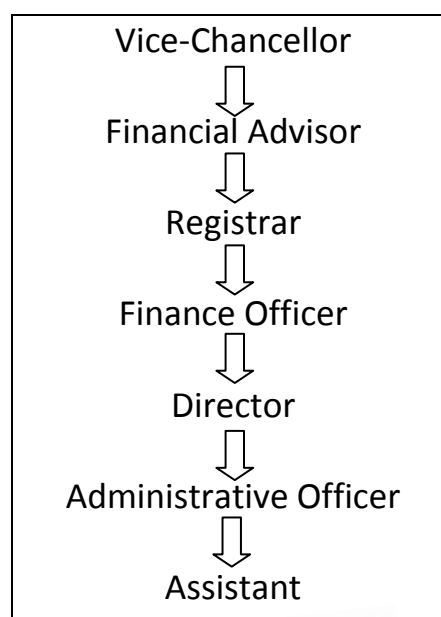 Vice-Chancellor
Financial Advisor
Registrar
Finance Officer
Director
Administrative Officer
Assistant